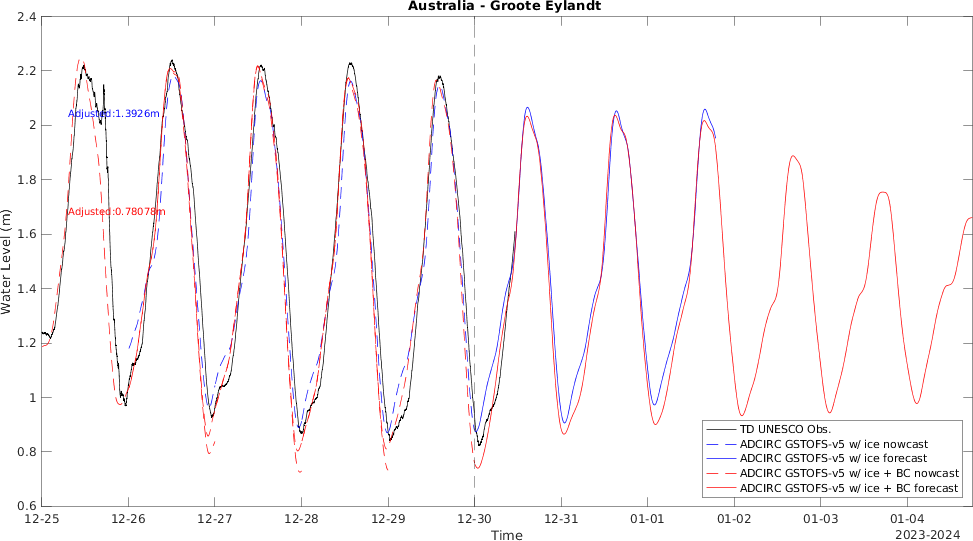 Australia - Groote Eylandt
2.4
2.2
2
1.8
1.6
1.4
1.2
1
0.8
0.6
Water Level (m)
Adjusted:1.3926m
Adjusted:0.78078m
TD UNESCO Obs.
ADCIRC GSTOFS-v5 w/ ice nowcast
ADCIRC GSTOFS-v5 w/ ice forecast
ADCIRC GSTOFS-v5 w/ ice + BC nowcast
ADCIRC GSTOFS-v5 w/ ice + BC forecast
12-25 12-26 12-27 12-28 12-29 12-30 12-31 01-01 01-02 01-03 01-04
Time
2023-2024